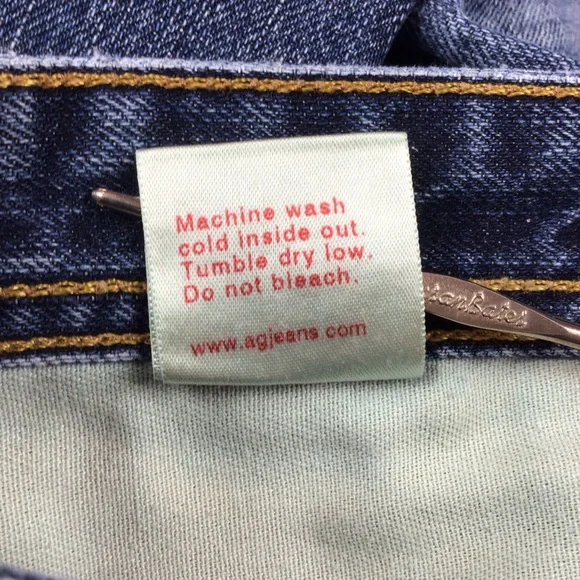 Machine wash
cold inside out.
Tumble dry low.
Do not bleach.
www.agjeans.com